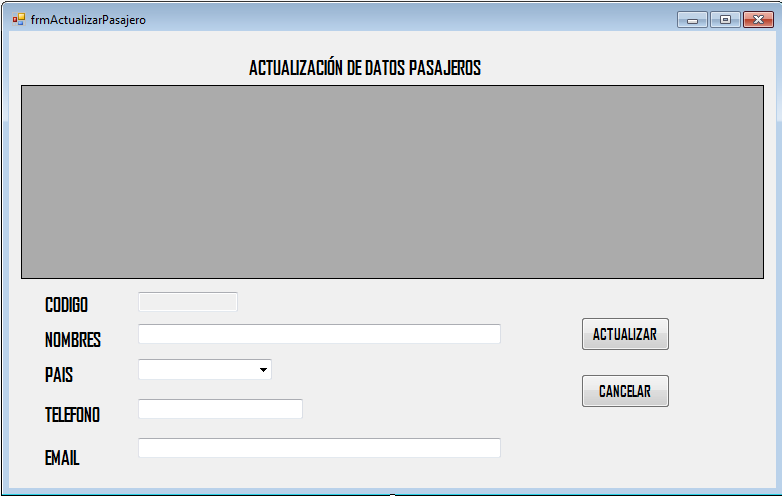 frmActualizarPasajero
ACTUALIZACIÓN DE DATOS PASAJEROS
CODIGO
NOMBRES
ACTUALIZAR
PAIS
CANCELAR
TELEFONO
EMAIL